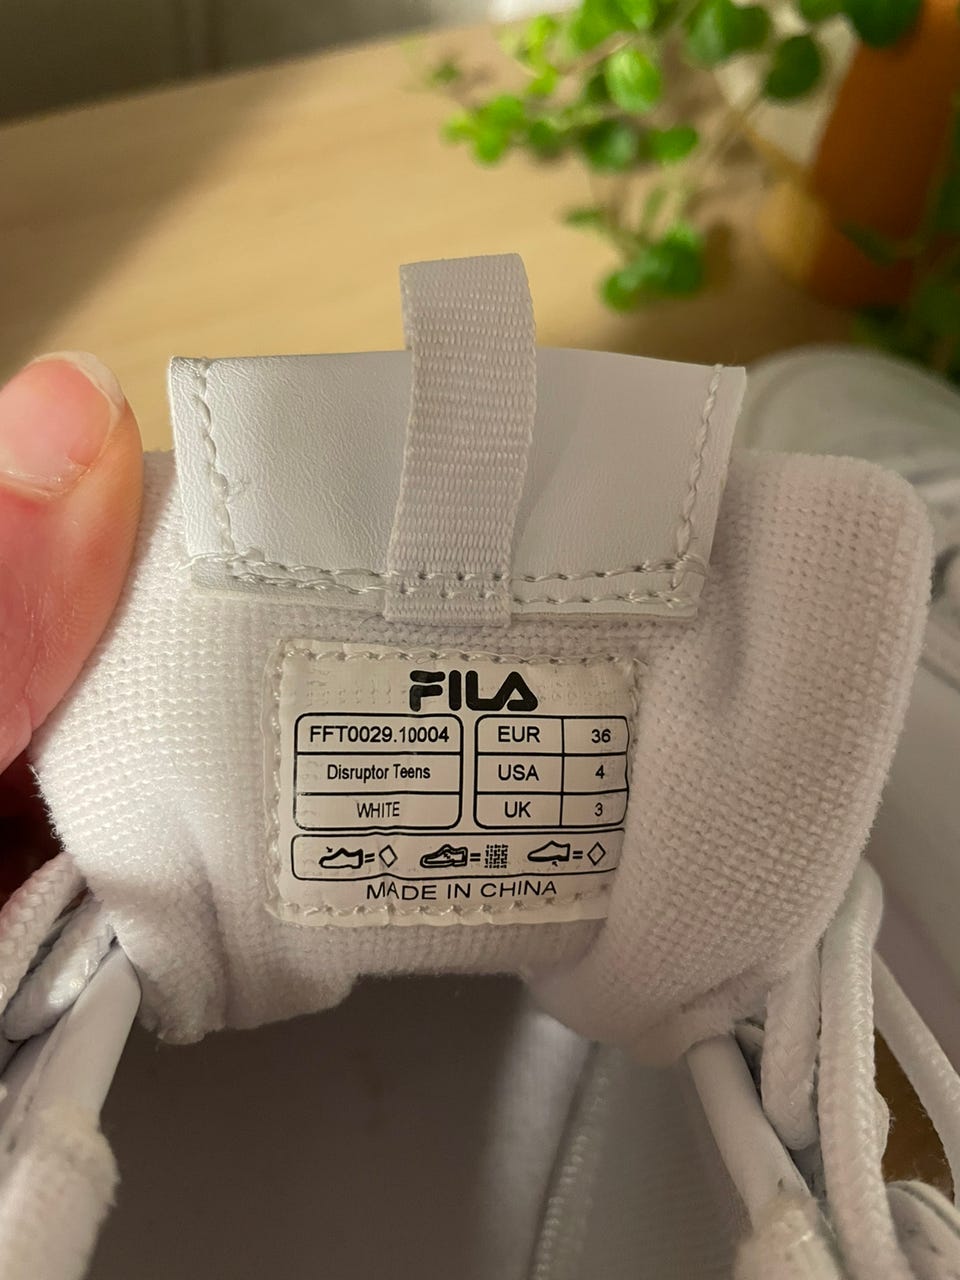 FILA
FFT0029.10004
Disruptor Teens
WHITE
EUR 36
USA 4
UK 3
= =  =
MADE IN CHINA